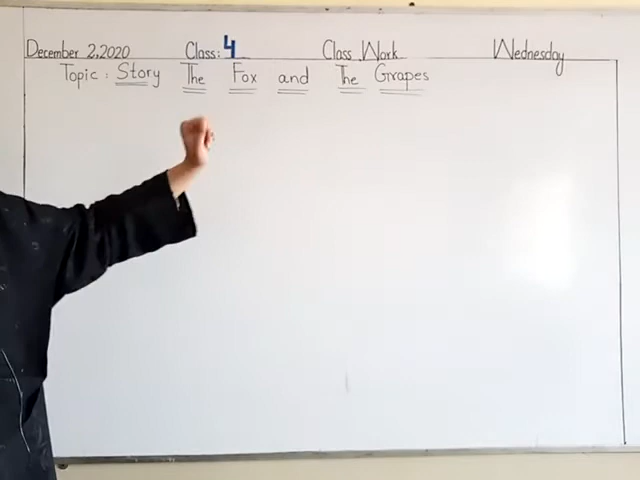 December 2,2020 Class: 4 Class Work Wednesday
Topic: Story The Fox and The Grapes